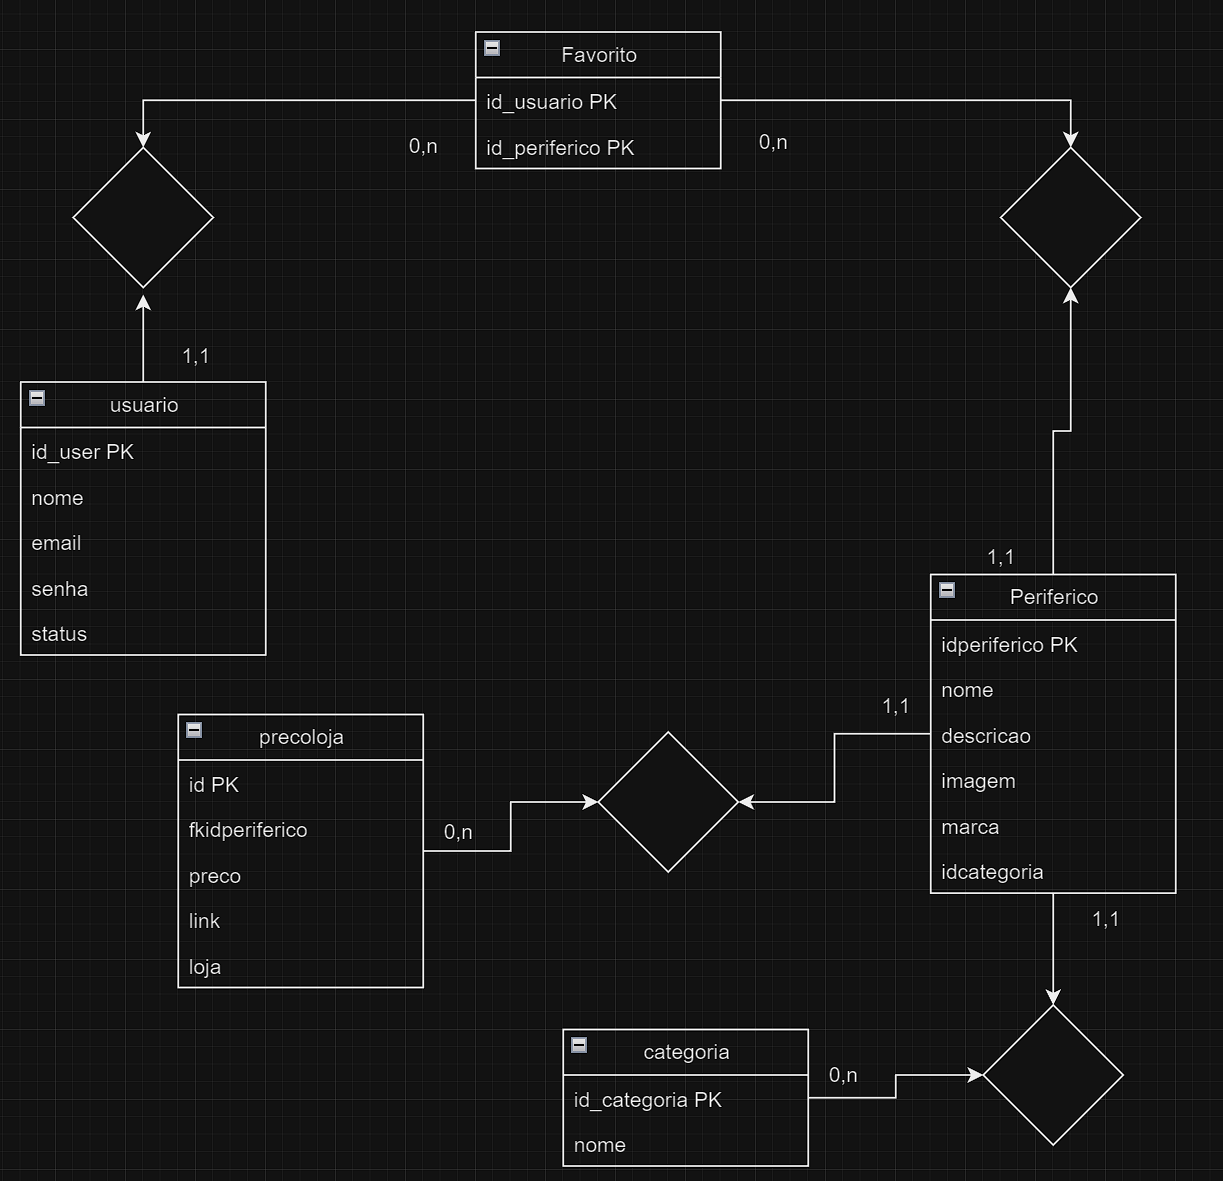 Favorito
id_usuario PK
id_periferico PK
0,n
0,n
1,1
usuario
id_user PK
nome
email
senha
status
1,1
Periferico
idperiferico PK
nome
descricao
imagem
marca
idcategoria
1,1
precoloja
id PK
fkidperiferico
preco
link
loja
0,n
1,1
categoria
id_categoria PK
nome
0,n